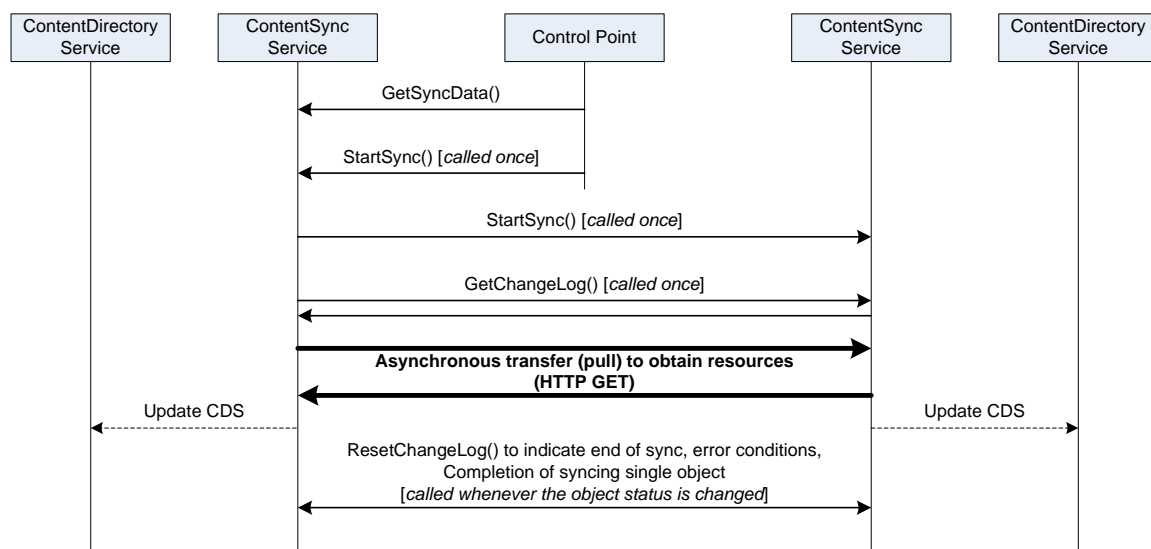 ContentDirectory
Service
ContentSync
Service
Control Point
ContentSync
Service
ContentDirectory
Service
GetSyncData()
StartSync() [called once]
StartSync() [called once]
GetChangeLog() [called once]
Asynchronous transfer (pull) to obtain resources
(HTTP GET)
Update CDS
Update CDS
ResetChangeLog() to indicate end of sync, error conditions,
Completion of syncing single object
[called whenever the object status is changed]